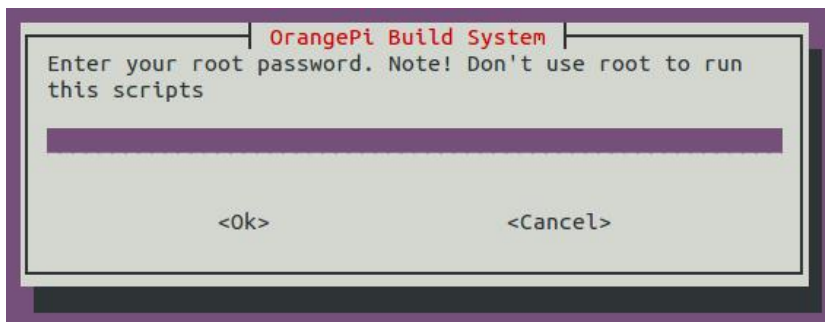 OrangePi Build System
Enter your root password. Note! Don't use root to run
this scripts
<Ok> <Cancel>